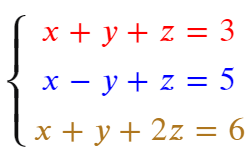 x + y + z = 3
x − y + z = 5
x + y + 2z = 6